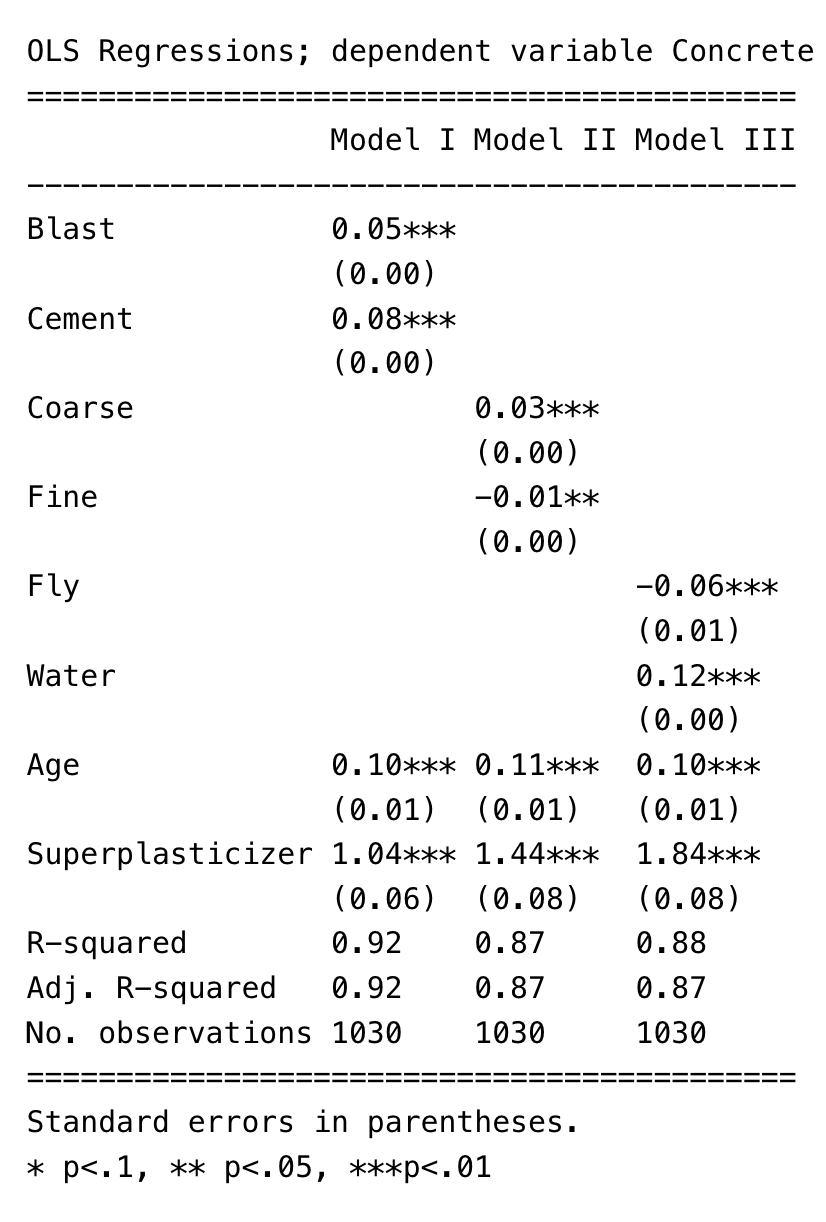 OLS Regressions; dependent variable Concrete
===========================================
                 Model I Model II Model III
-------------------------------------------
Blast            0.05***
                 (0.00)
Cement           0.08***
                 (0.00)
Coarse                   0.03***
                         (0.00)
Fine                     -0.01**
                         (0.00)
Fly                               -0.06***
                                  (0.01)
Water                             0.12***
                                  (0.00)
Age              0.10*** 0.11***  0.10***
                 (0.01)  (0.01)   (0.01)
Superplasticizer 1.04*** 1.44***  1.84***
                 (0.06)  (0.08)   (0.08)
R-squared        0.92    0.87     0.88
Adj. R-squared   0.92    0.87     0.87
No. observations 1030    1030     1030
===========================================
Standard errors in parentheses.
* p<.1, ** p<.05, ***p<.01